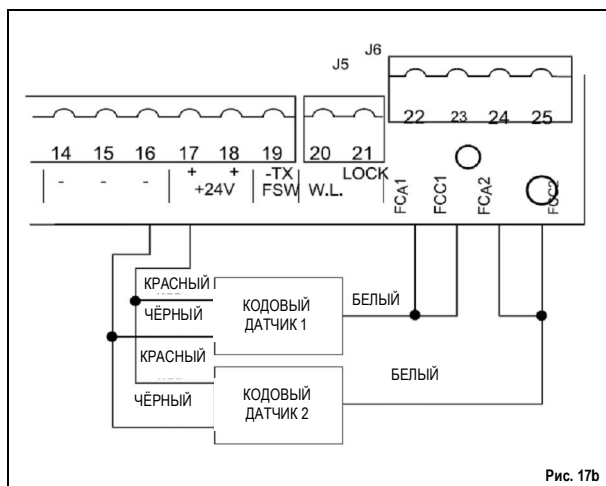 J5 J6
22 23 24 25
14 15 16 17 18 19 20 21
- - - + + -TX LOCK
+24V FSW W.L.
FCA1 FCC1 FCA2 FCC2
КРАСНЫЙ
ЧЁРНЫЙ
КОДОВЫЙ
ДАТЧИК 1
БЕЛЫЙ
КРАСНЫЙ
ЧЁРНЫЙ
КОДОВЫЙ
ДАТЧИК 2
БЕЛЫЙ
Рис. 17b